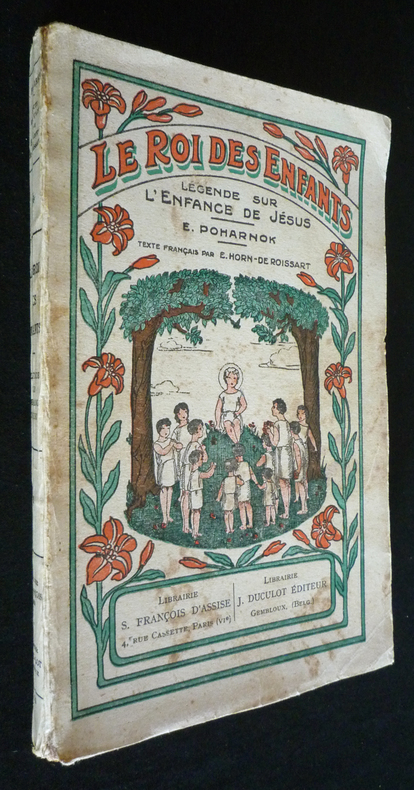 LE ROI DES ENFANTS
LÉGENDE SUR
L'ENFANCE DE JÉSUS
E. POHARNOK
TEXTE FRANÇAIS PAR E. HORN-DE ROISSART
LIBRAIRIE
S. FRANÇOIS D'ASSISE
4, RUE CASSETTE, PARIS (VIe)
LIBRAIRIE
J. DUCULOT ÉDITEUR
GEMBLOUX. (BELG.)